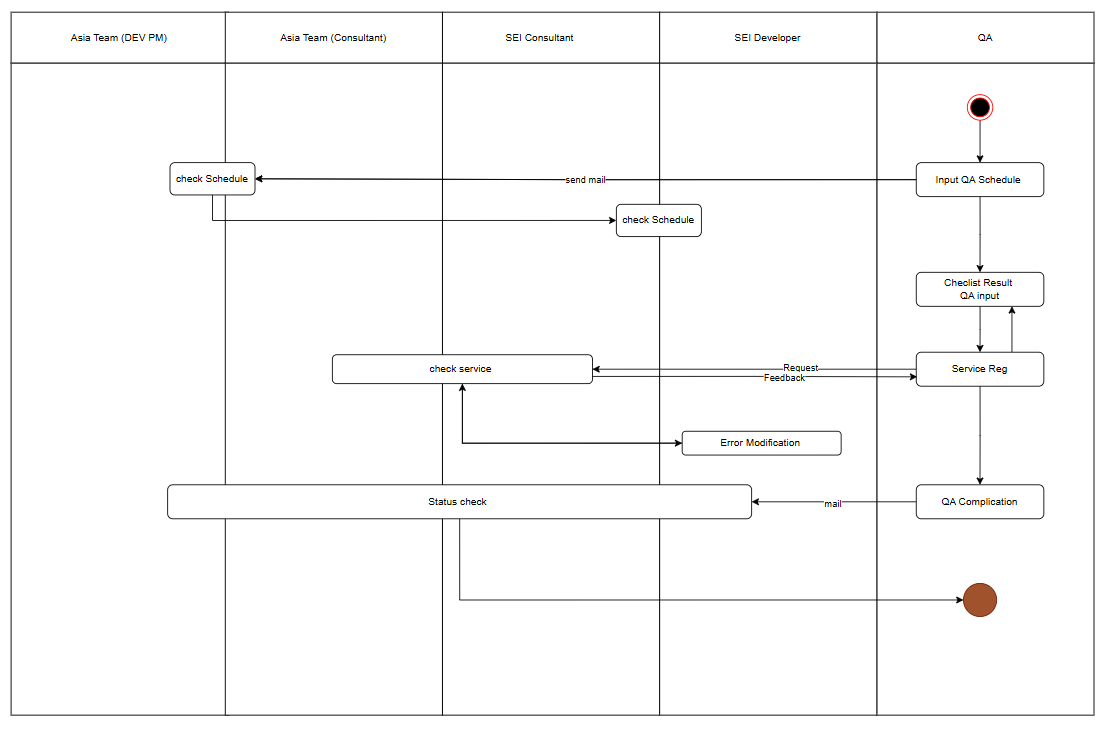 Asia Team (DEV PM)
Asia Team (Consultant)
SEI Consultant
SEI Developer
QA
check Schedule
send mail
Input QA Schedule
check Schedule
Checlist Result
QA input
check service
Request
Feedback
Service Reg
Error Modification
Status check
mail
QA Complication